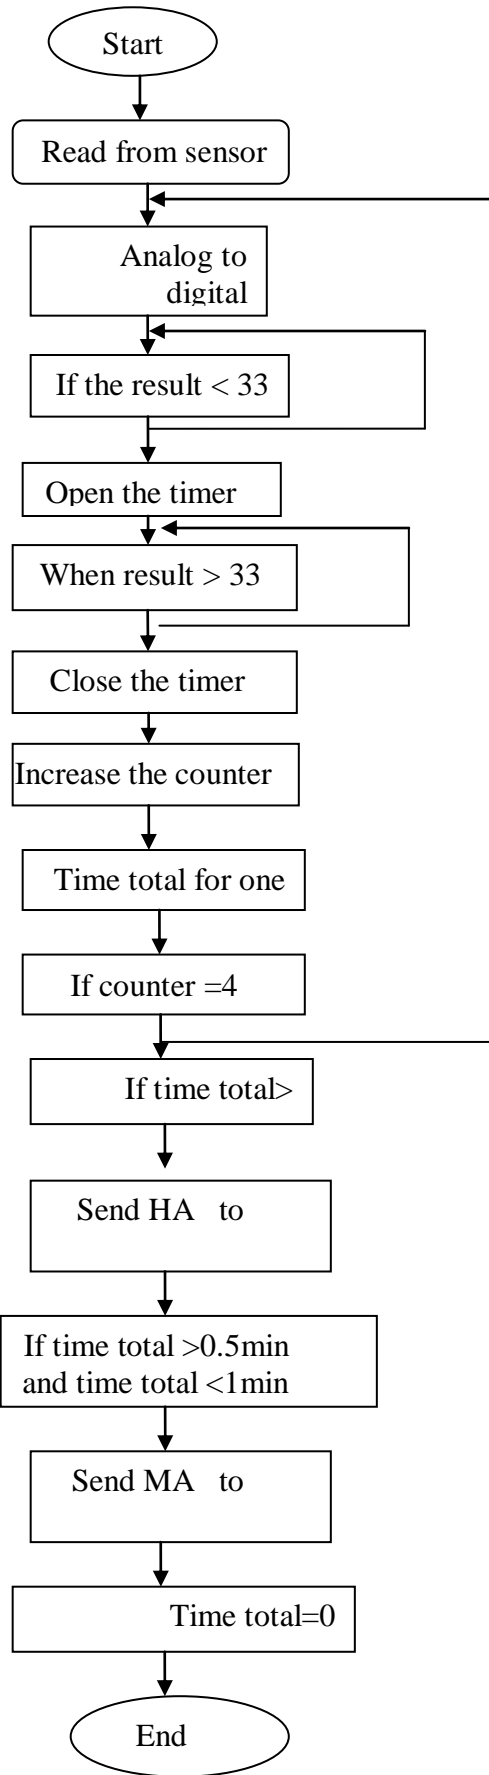 Start
Read from sensor
Analog to
digital
If the result < 33
Open the timer
When result > 33
Close the timer
Increase the counter
Time total for one
If counter =4
If time total>
Send HA to
If time total >0.5min
and time total <1min
Send MA to
Time total=0
End